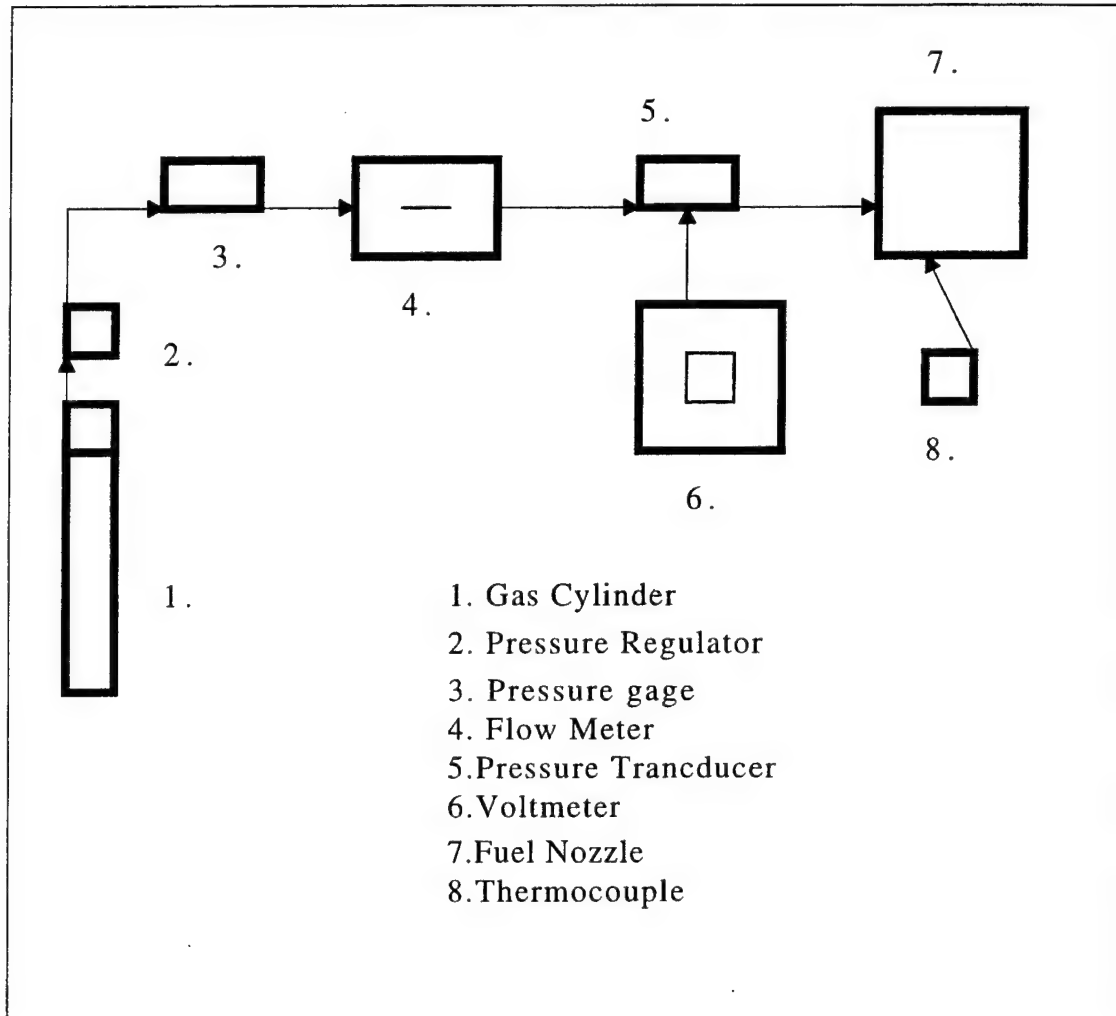 7.
5.
3.
4.
2.
8.
6.
1.
1. Gas Cylinder
2. Pressure Regulator
3. Pressure gage
4. Flow Meter
5.Pressure Trancducer
6.Voltmeter
7.Fuel Nozzle
8.Thermocouple